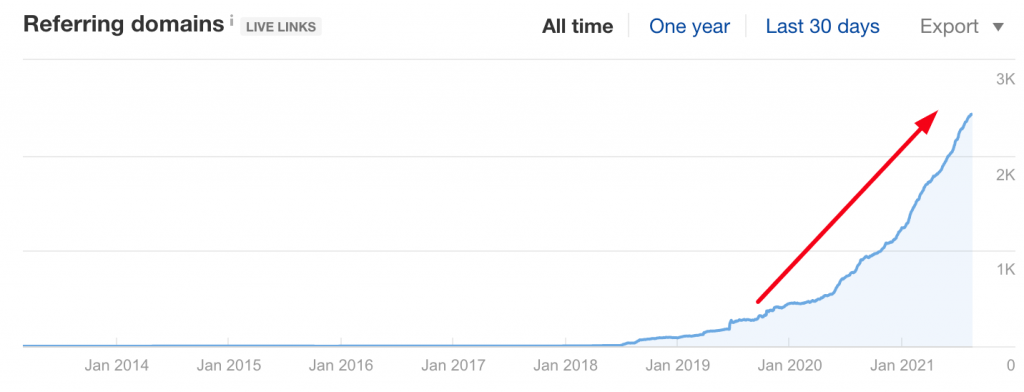 Referring domains i LIVE LINKS All time One year Last 30 days Export ▼
3K
2K
1K
Jan 2014 Jan 2015 Jan 2016 Jan 2017 Jan 2018 Jan 2019 Jan 2020 Jan 2021 0